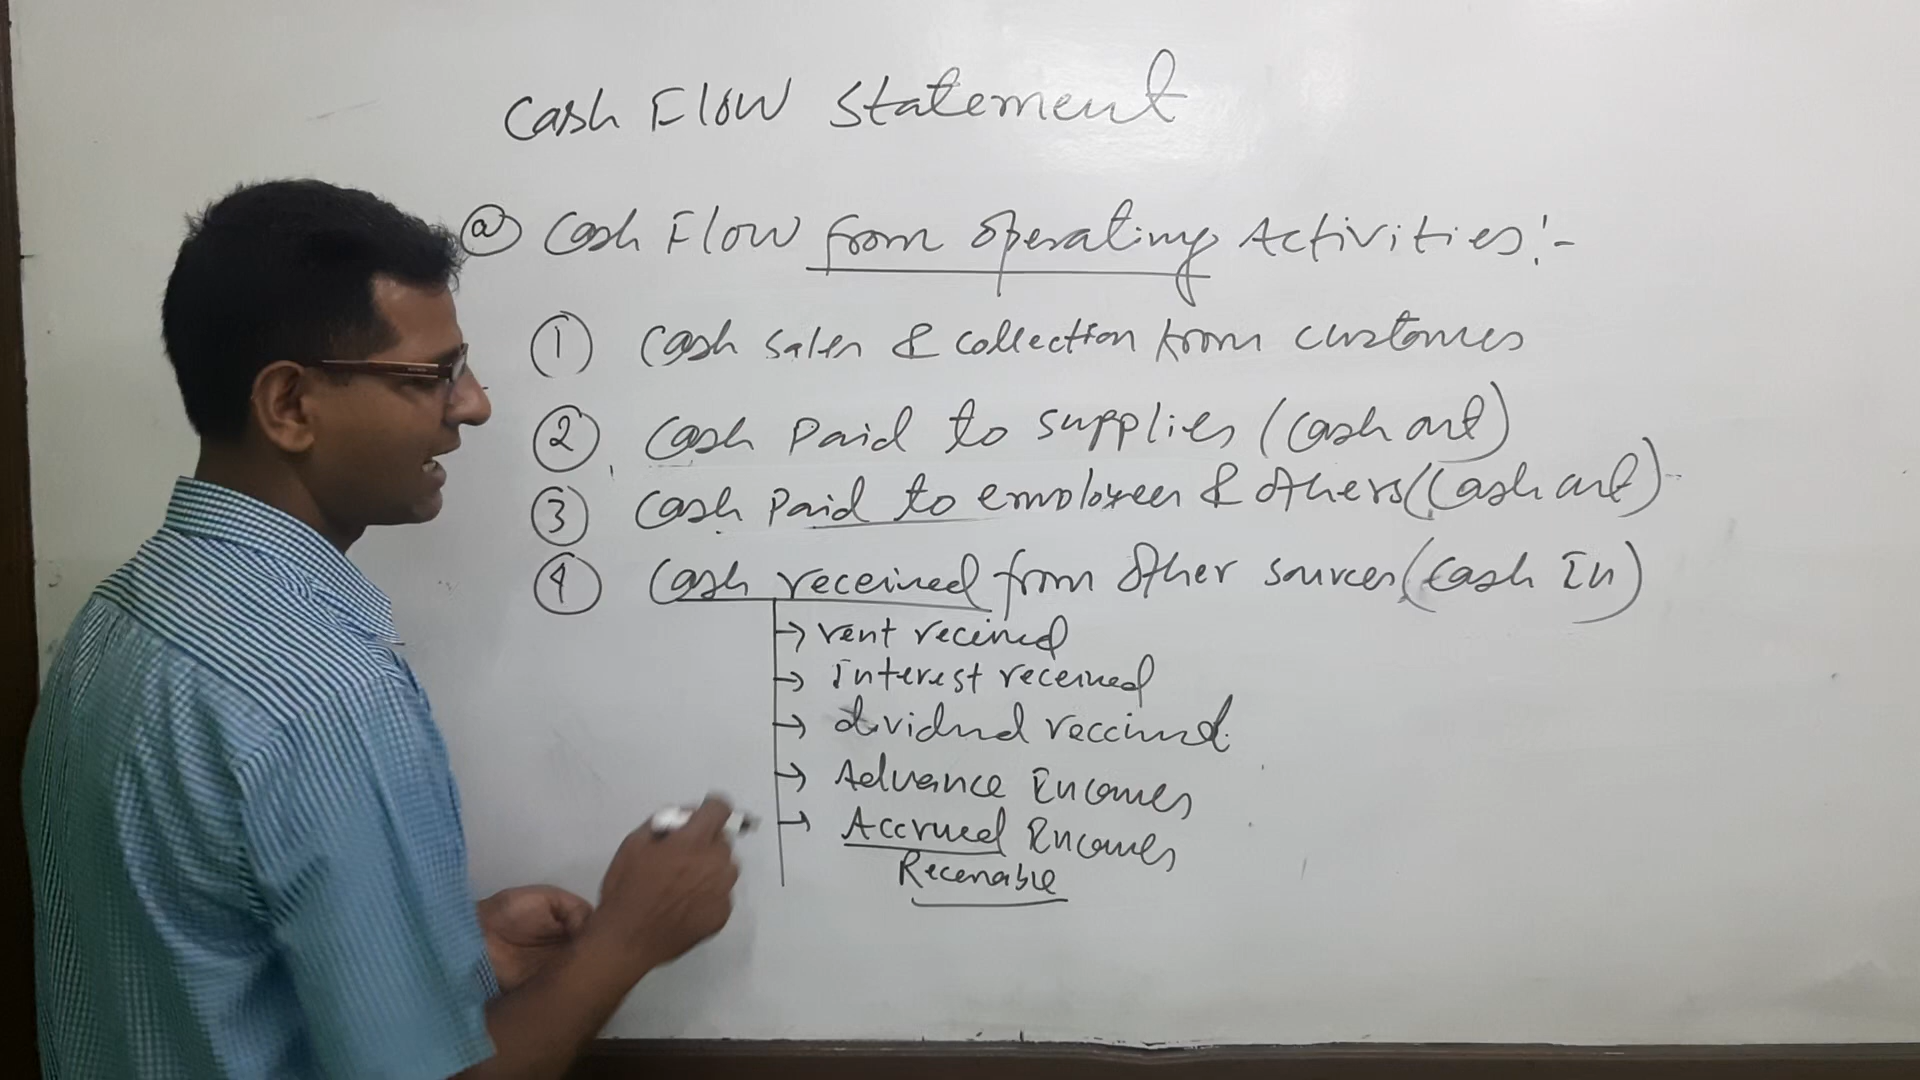 Cash Flow Statement
(a) Cash Flow from Operating Activities:-
(1) Cash sales & collection from customers
(2) Cash paid to supplies (Cash out)
(3) Cash paid to employees & Others (Cash out)
(4) Cash received from Other sources (Cash In)
→ rent received
→ Interest received
→ dividend received.
→ Advance Incomes
→ Accrued Incomes
Receivable